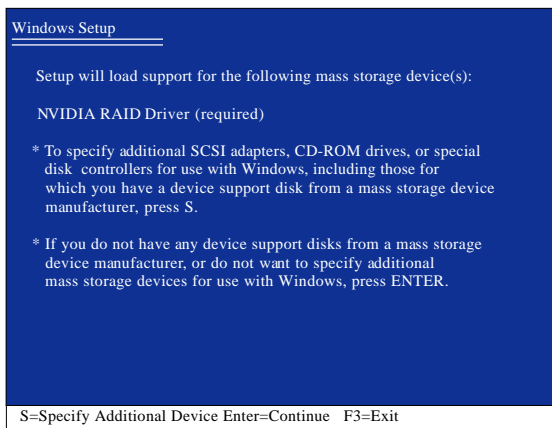 Windows Setup
Setup will load support for the following mass storage device(s):
NVIDIA RAID Driver (required)
* To specify additional SCSI adapters, CD-ROM drives, or special
disk controllers for use with Windows, including those for
which you have a device support disk from a mass storage device
manufacturer, press S.
* If you do not have any device support disks from a mass storage
device manufacturer, or do not want to specify additional
mass storage devices for use with Windows, press ENTER.
S=Specify Additional Device Enter=Continue F3=Exit